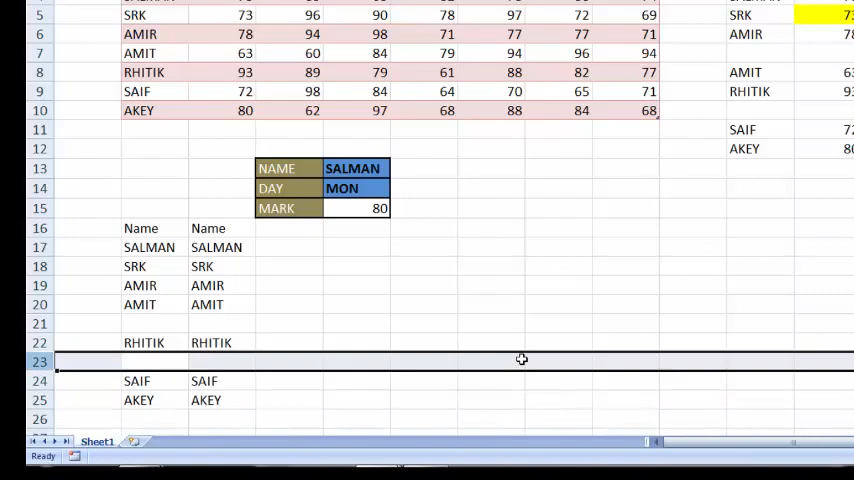 5 SRK 73 96 90 78 97 72 69 SRK 73
6 AMIR 78 94 98 71 77 77 71 AMIR 78
7 AMIT 63 60 84 79 94 96 94
8 RHITIK 93 89 79 61 88 82 77 AMIT 63
9 SAIF 72 98 84 64 70 65 71 RHITIK 93
10 AKEY 80 62 97 68 88 84 68
11 SAIF 72
12 AKEY 80
13 NAME SALMAN
14 DAY MON
15 MARK 80
16 Name Name
17 SALMAN SALMAN
18 SRK SRK
19 AMIR AMIR
20 AMIT AMIT
21
22 RHITIK RHITIK
23
24 SAIF SAIF
25 AKEY AKEY
26
Sheet1
Ready